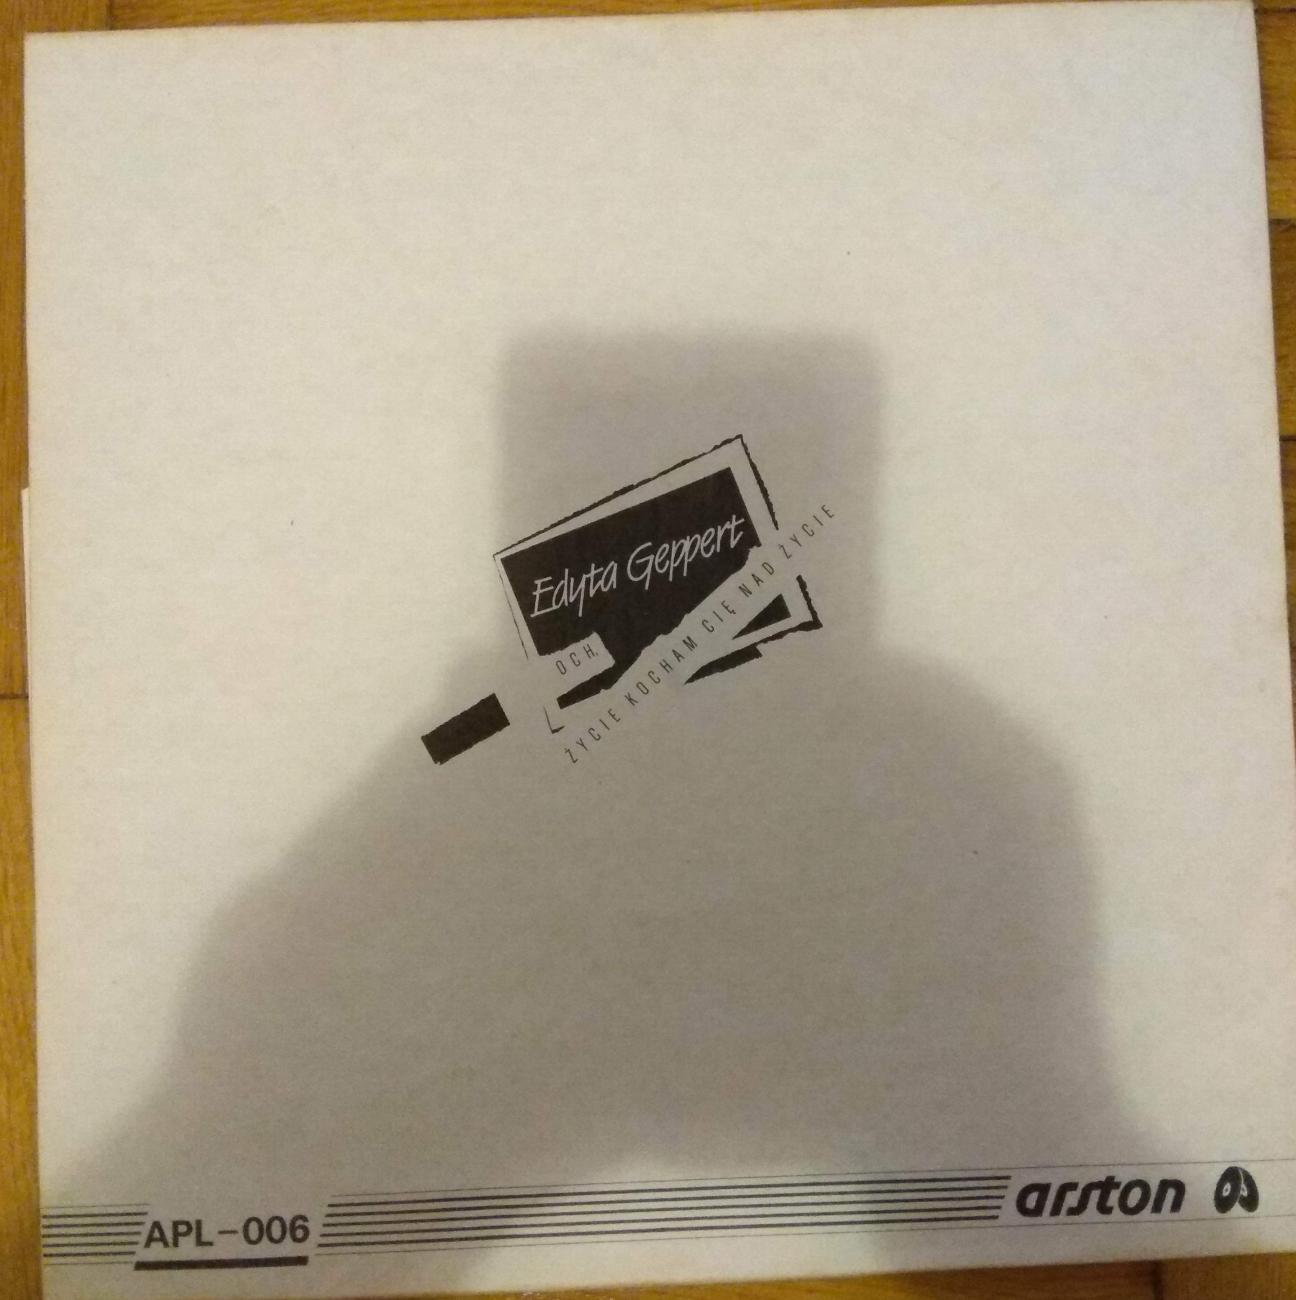 Edyta Geppert
OCH,
ŻYCIE KOCHAM CIĘ NAD ŻYCIE
APL-006
arston